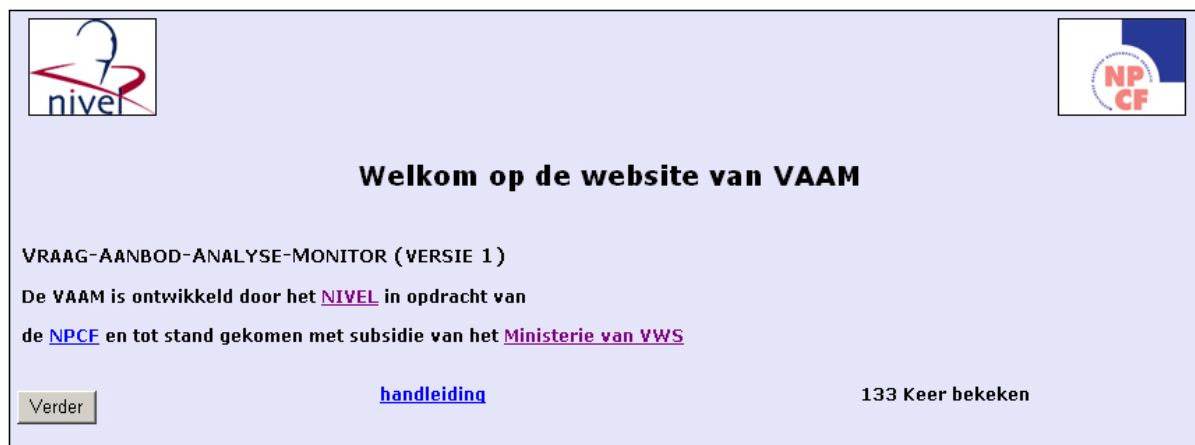 nivel
NP
CF
Welkom op de website van VAAM
VRAAG-AANBOD-ANALYSE-MONITOR (VERSIE 1)
De VAAM is ontwikkeld door het NIVEL in opdracht van
de NPCF en tot stand gekomen met subsidie van het Ministerie van VWS
Verder handleiding 133 Keer bekeken